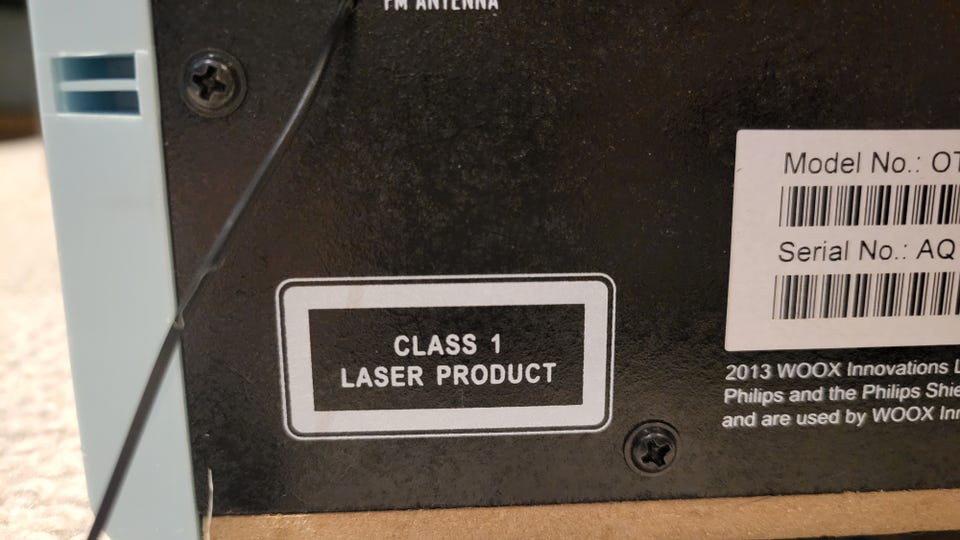 FM ANTENNA
Model No.: OT
Serial No.: AQ
CLASS 1
LASER PRODUCT
2013 WOOX Innovations L
Philips and the Philips Shie
and are used by WOOX Inn